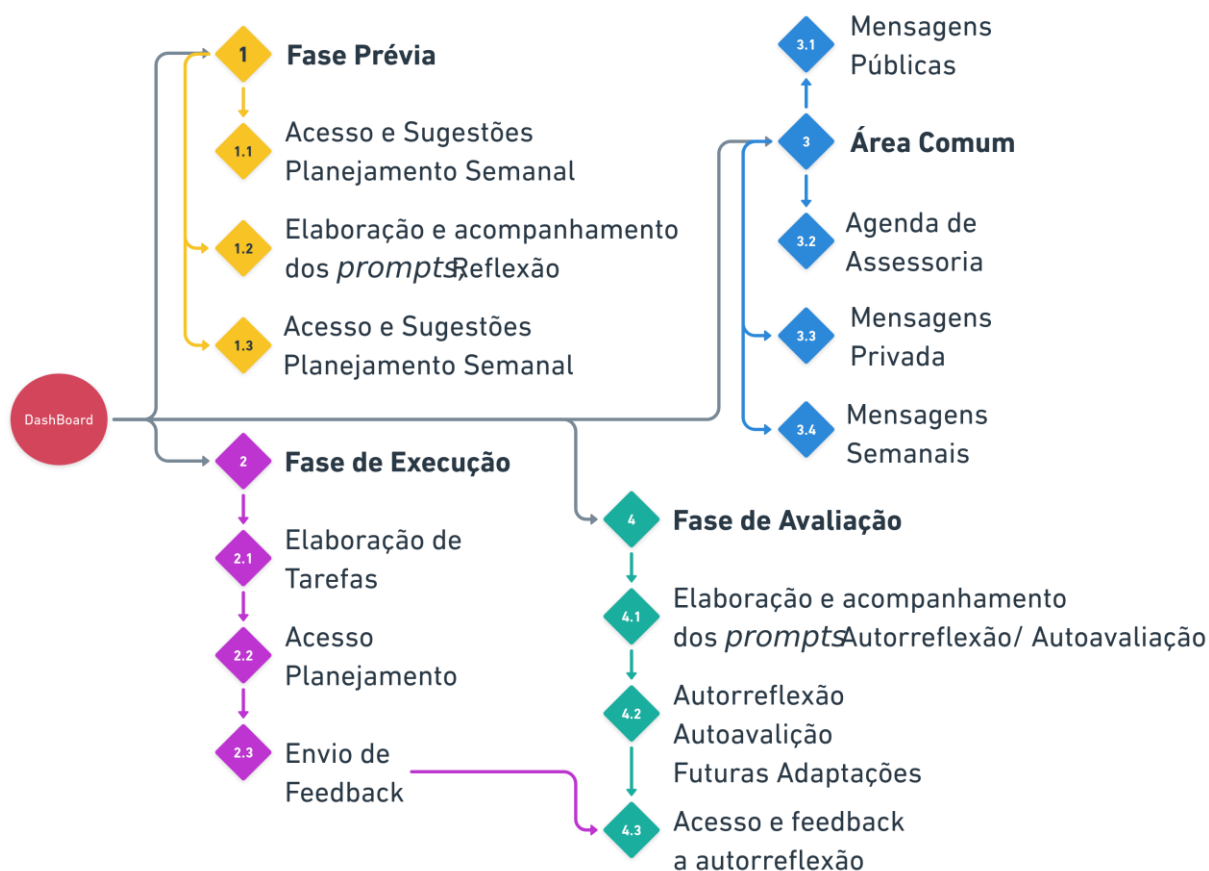 1
Fase Prévia
1.1
Acesso e Sugestões
Planejamento Semanal
1.2
Elaboração e acompanhamento
dos prompts, Reflexão
1.3
Acesso e Sugestões
Planejamento Semanal
DashBoard
2
Fase de Execução
2.1
Elaboração de
Tarefas
2.2
Acesso
Planejamento
2.3
Envio de
Feedback
3.1
Mensagens
Públicas
3
Área Comum
3.2
Agenda de
Assessoria
3.3
Mensagens
Privada
3.4
Mensagens
Semanais
4
Fase de Avaliação
4.1
Elaboração e acompanhamento
dos prompts Autorreflexão/ Autoavaliação
4.2
Autorreflexão
Autoavalição
Futuras Adaptações
4.3
Acesso e feedback
a autorreflexão